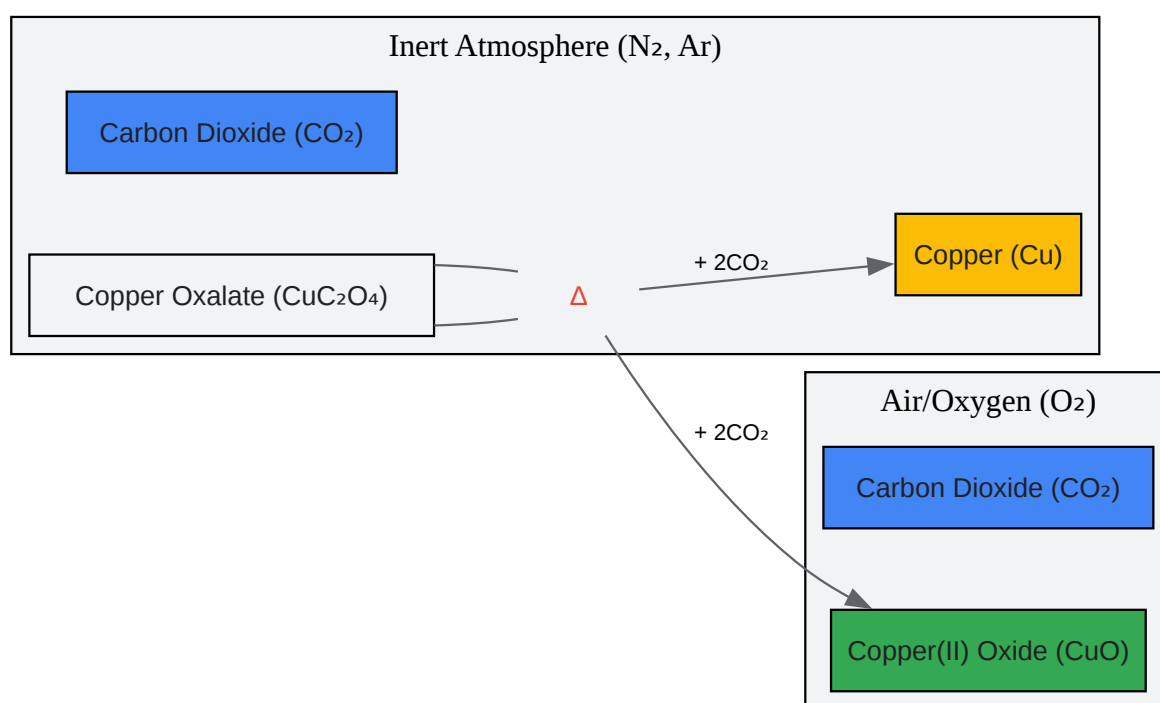 Inert Atmosphere (N₂, Ar)
Carbon Dioxide (CO₂)
Copper (Cu)
+ 2CO₂
Copper Oxalate (CuC₂O₄)
Δ
Air/Oxygen (O₂)
+ 2CO₂
Carbon Dioxide (CO₂)
Copper(II) Oxide (CuO)